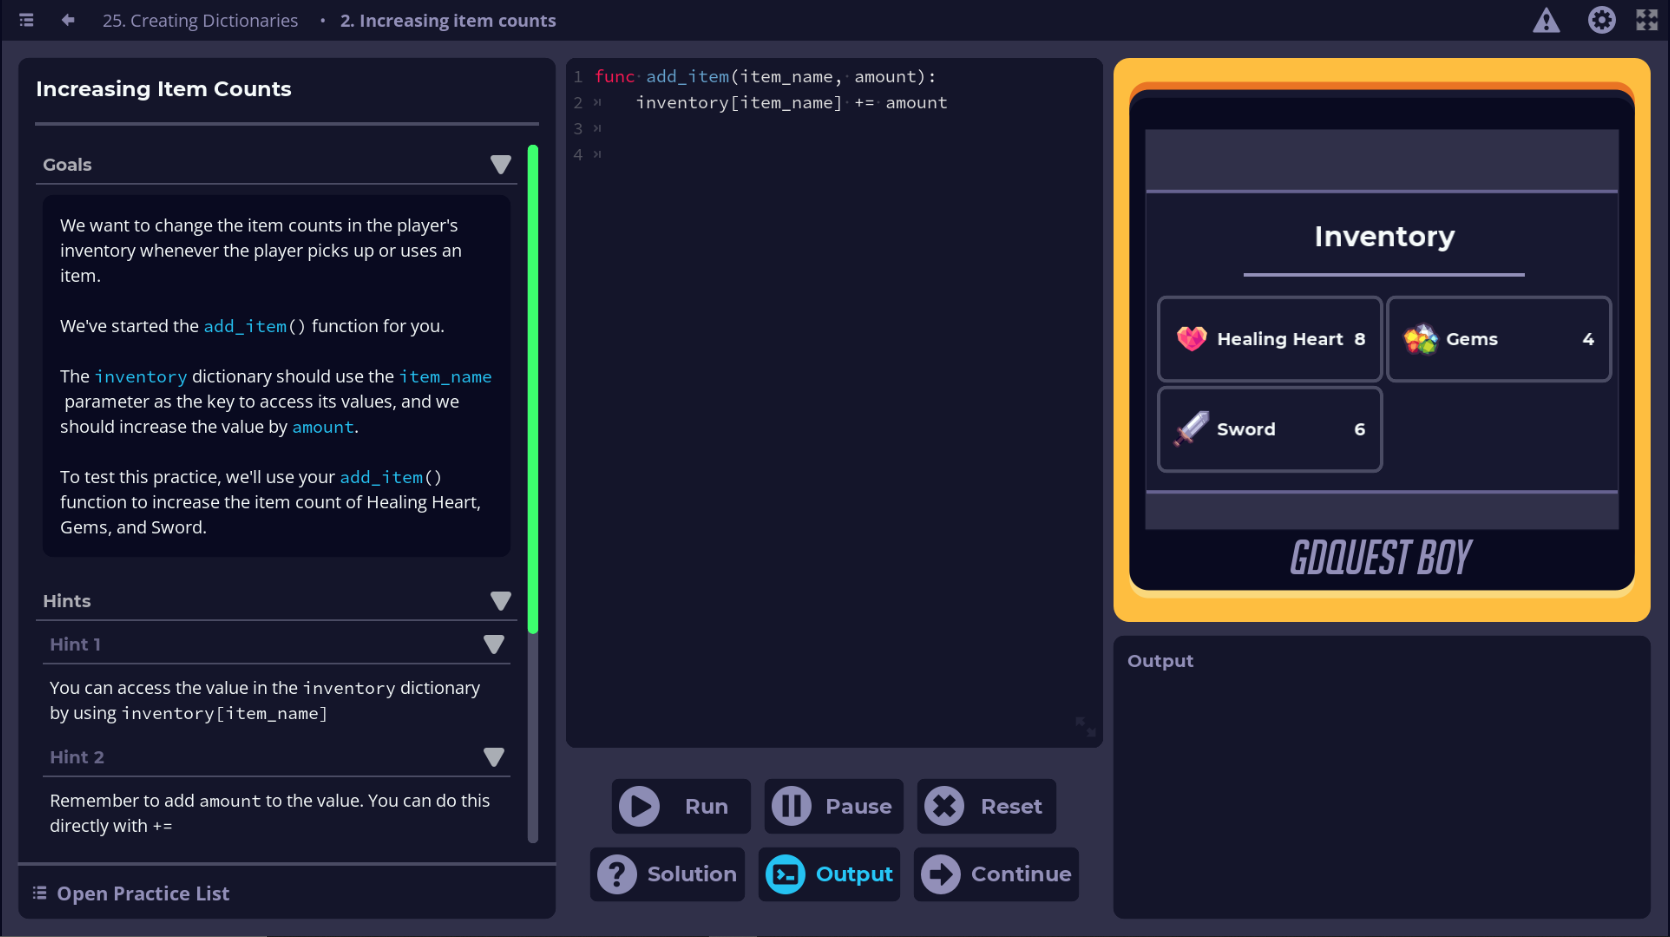 25. Creating Dictionaries • 2. Increasing item counts
Increasing Item Counts
Goals
We want to change the item counts in the player's
inventory whenever the player picks up or uses an
item.
We've started the add_item() function for you.
The inventory dictionary should use the item_name
parameter as the key to access its values, and we
should increase the value by amount.
To test this practice, we'll use your add_item()
function to increase the item count of Healing Heart,
Gems, and Sword.
Hints
Hint 1
You can access the value in the inventory dictionary
by using inventory[item_name]
Hint 2
Remember to add amount to the value. You can do this
directly with +=
Open Practice List
1 func add_item(item_name, amount):
2 inventory[item_name] += amount
3
4
Run
Pause
Reset
Solution
Output
Continue
Inventory
Healing Heart 8
Gems 4
Sword 6
GDQUEST BOY
Output